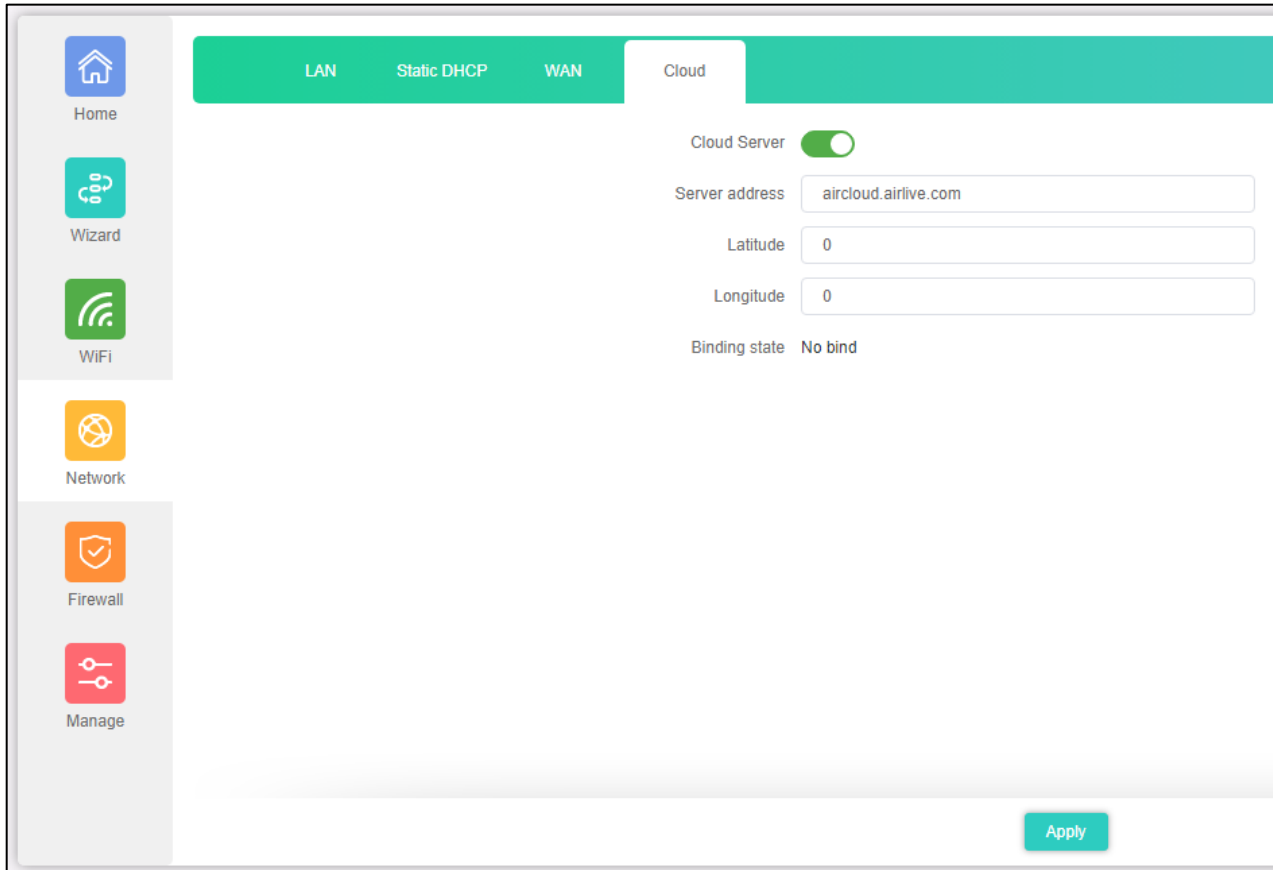 Home
Wizard
WiFi
Network
Firewall
Manage
LAN Static DHCP WAN Cloud
Cloud Server
Server address aircloud.airlive.com
Latitude 0
Longitude 0
Binding state No bind
Apply